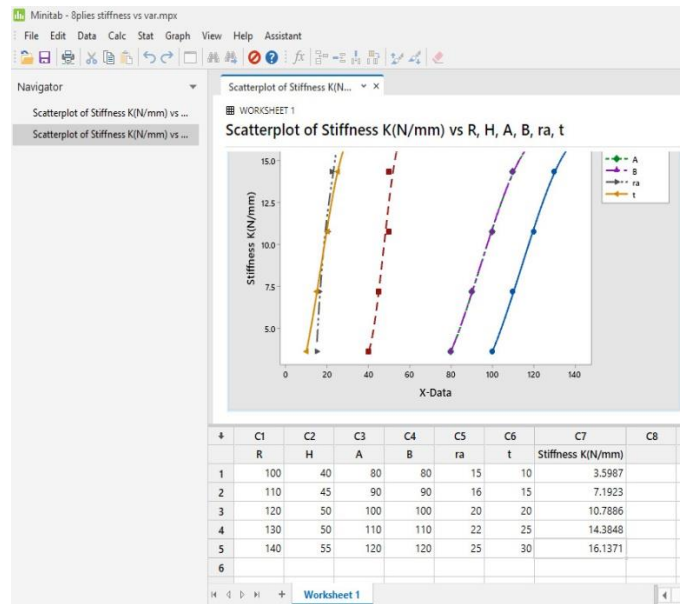 Minitab - 8plies stiffness vs var.mpx
File Edit Data Calc Stat Graph View Help Assistant
Navigator
Scatterplot of Stiffness K(N/mm) vs ...
Scatterplot of Stiffness K(N/mm) vs ...
Scatterplot of Stiffness K(N... 
WORKSHEET 1
Scatterplot of Stiffness K(N/mm) vs R, H, A, B, ra, t
A
B
ra
t
Stiffness K(N/mm)
15.0
12.5
10.0
7.5
5.0
0 20 40 60 80 100 120 140
X-Data
C1 C2 C3 C4 C5 C6 C7 C8
R H A B ra t Stiffness K(N/mm)
1 100 40 80 80 15 10 3.5987
2 110 45 90 90 16 15 7.1923
3 120 50 100 100 20 20 10.7886
4 130 50 110 110 22 25 14.3848
5 140 55 120 120 25 30 16.1371
6
Worksheet 1